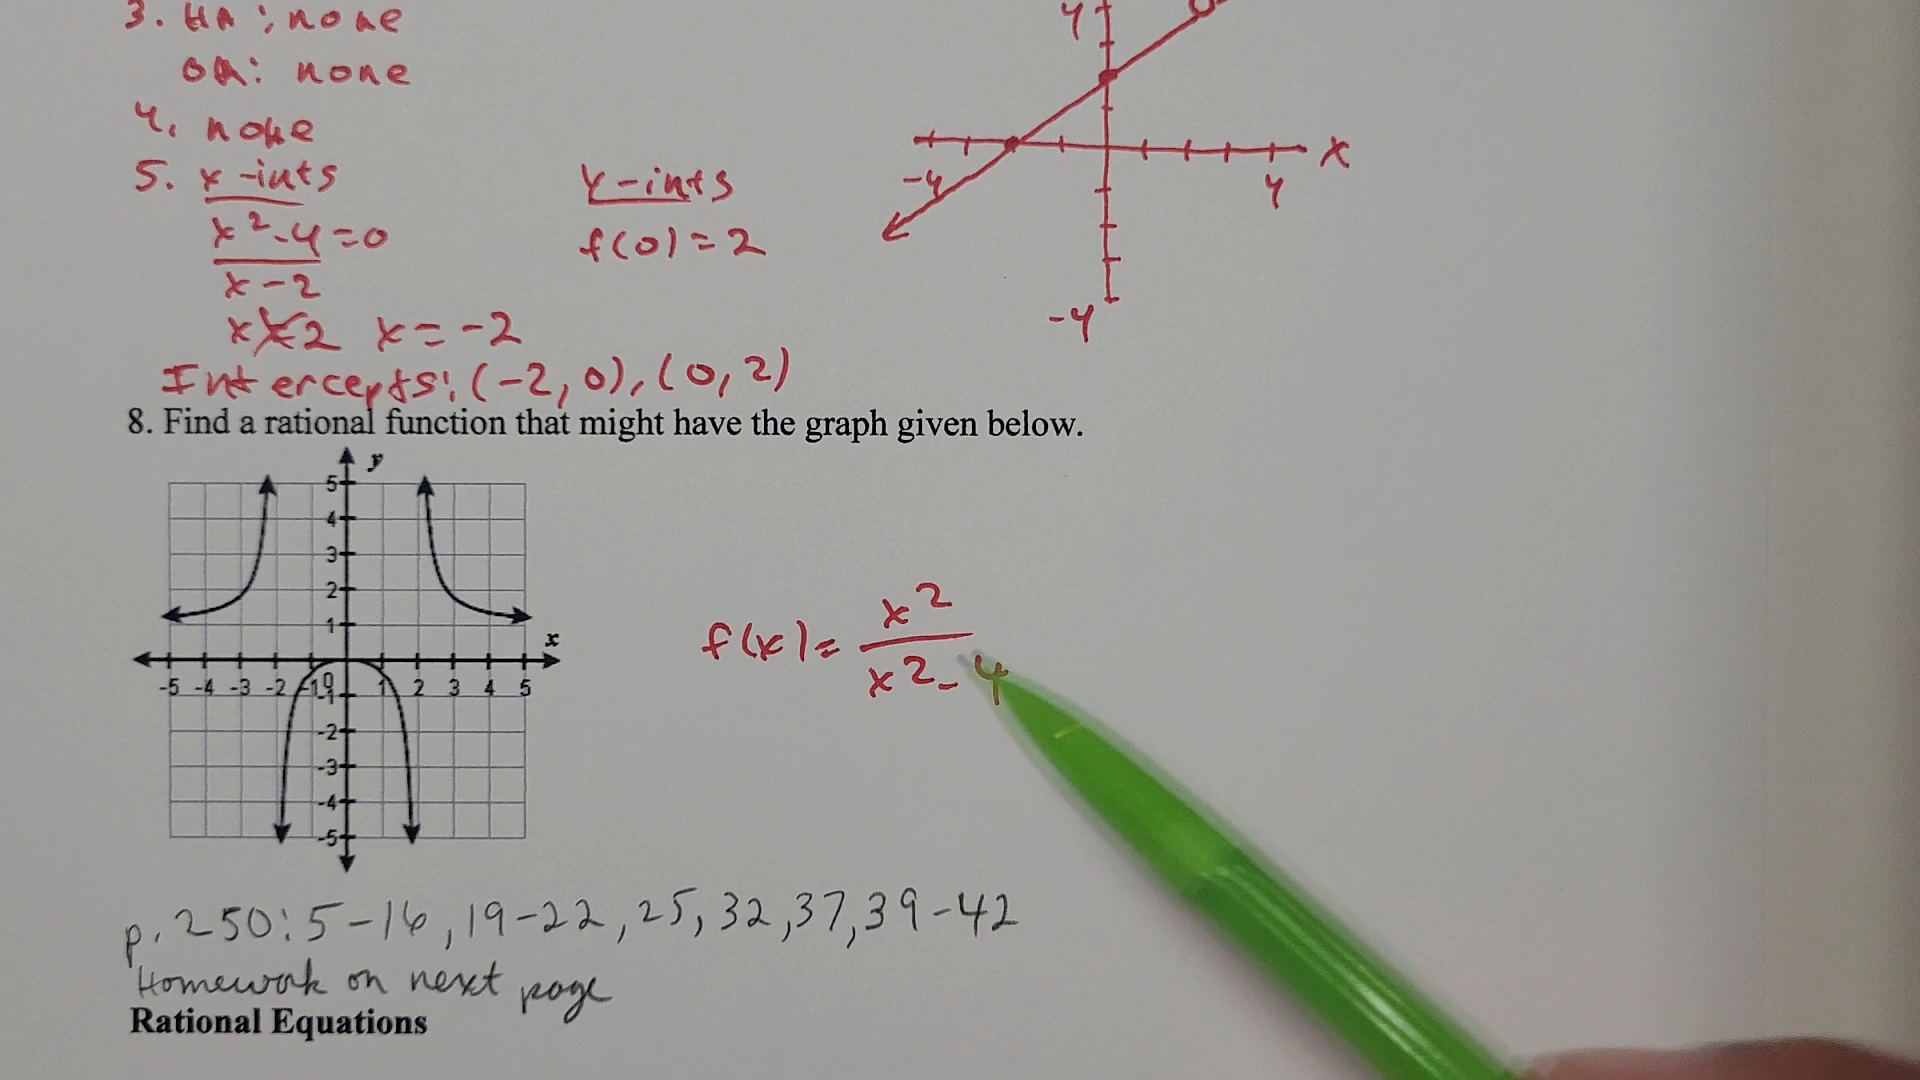 3. HA: none
OA: none
4. none
5. x-ints
x²-4=0
x-2
x≠2 x=-2
y-ints
f(0)=2
Intercepts: (-2,0), (0,2)
y
x
-4
4
-4
8. Find a rational function that might have the graph given below.
y
5
4
3
2
1
x
-5 -4 -3 -2 -1 0 1 2 3 4 5
-1
-2
-3
-4
-5
f(x)= x²
x²-4
p. 250: 5-16, 19-22, 25, 32, 37, 39-42
Homework on next page
Rational Equations